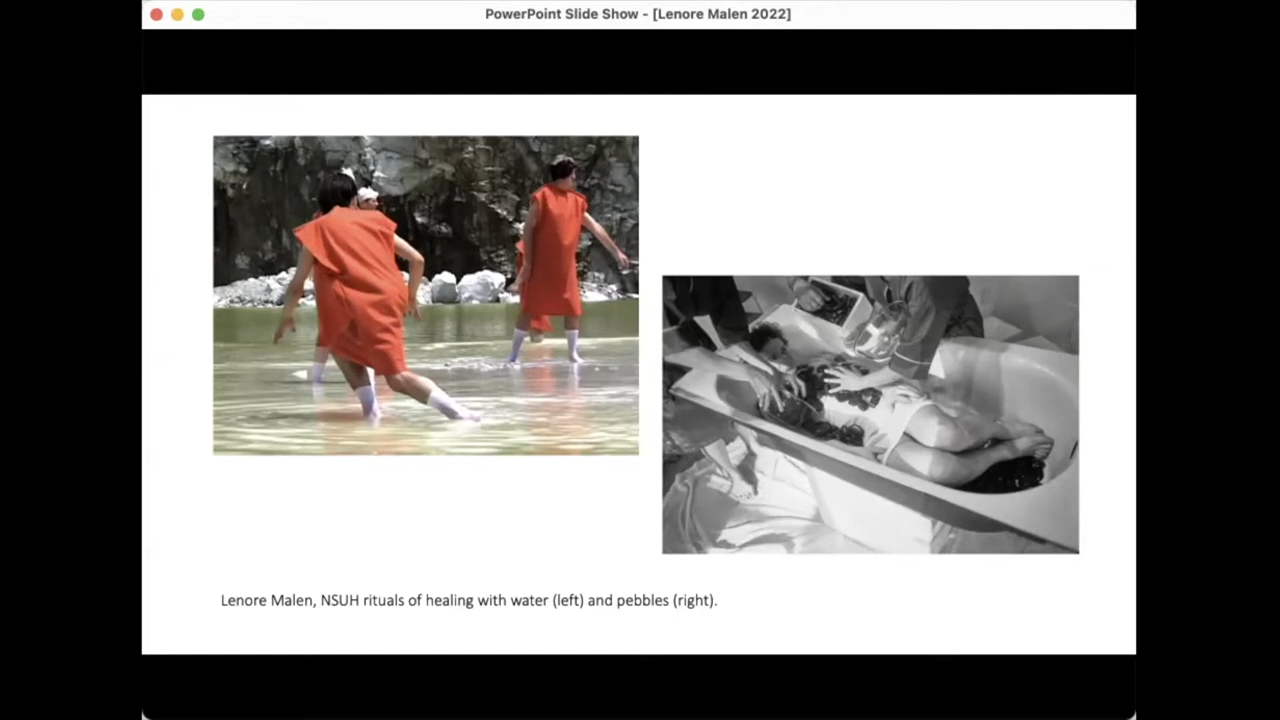 PowerPoint Slide Show - [Lenore Malen 2022]
Lenore Malen, NSUH rituals of healing with water (left) and pebbles (right).